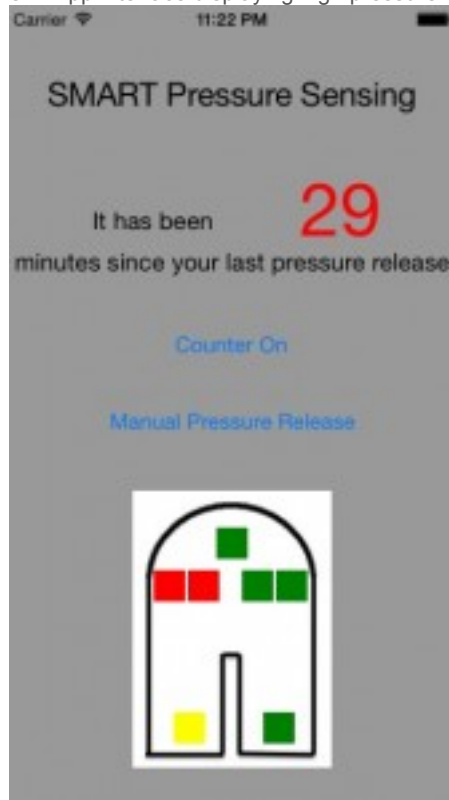 Carrier 11:22 PM
SMART Pressure Sensing
It has been 29
minutes since your last pressure release
Counter On
Manual Pressure Release